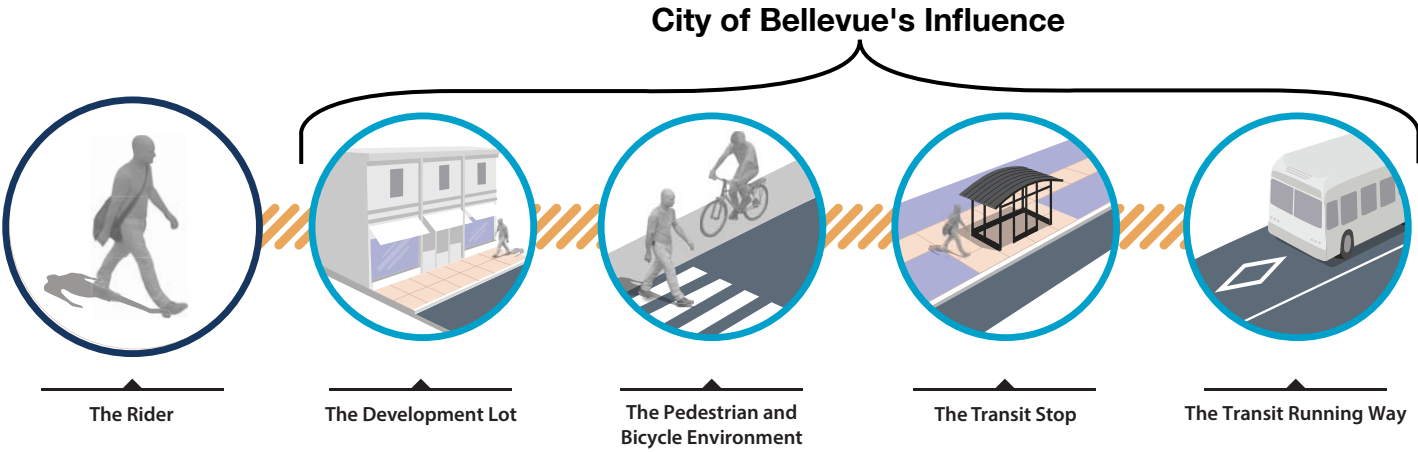 City of Bellevue's Influence
The Rider
The Development Lot
The Pedestrian and
Bicycle Environment
The Transit Stop
The Transit Running Way